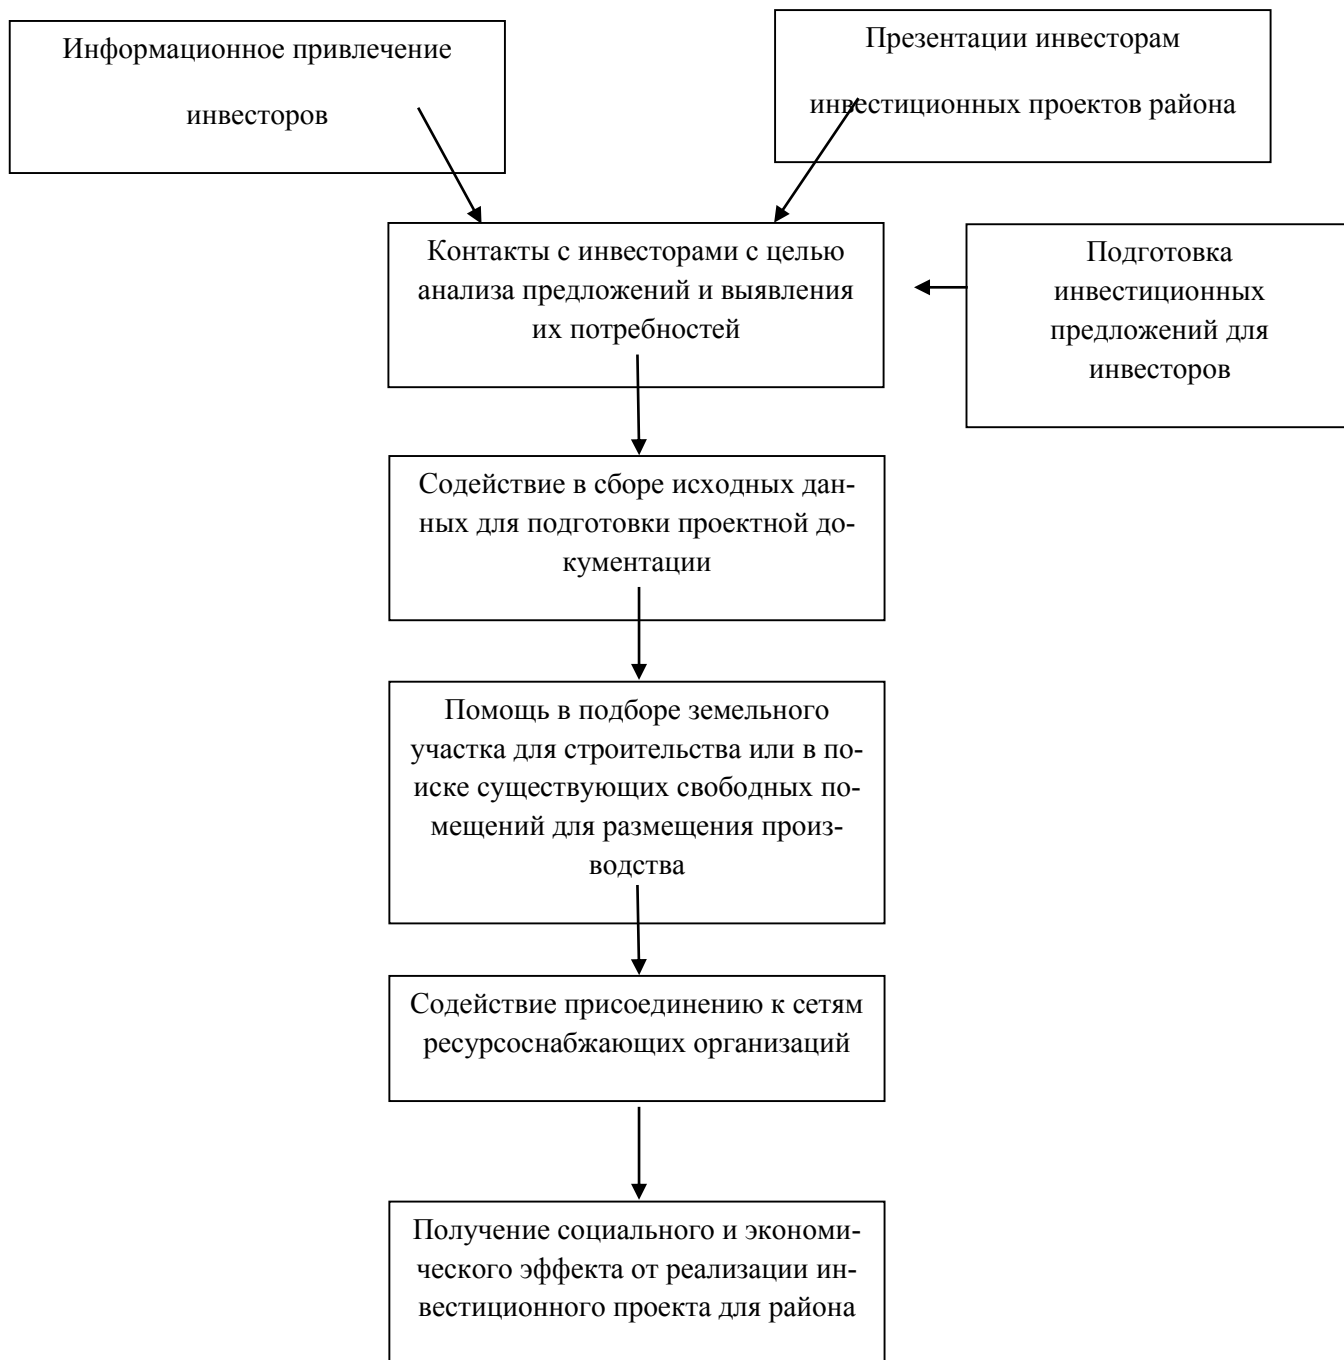 Информационное привлечение
инвесторов
Презентации инвесторам
инвестиционных проектов района
Контакты с инвесторами с целью
анализа предложений и выявления
их потребностей
Подготовка
инвестиционных
предложений для
инвесторов
Содействие в сборе исходных дан-
ных для подготовки проектной до-
кументации
Помощь в подборе земельного
участка для строительства или в по-
иске существующих свободных по-
мещений для размещения произ-
водства
Содействие присоединению к сетям
ресурсоснабжающих организаций
Получение социального и экономи-
ческого эффекта от реализации ин-
вестиционного проекта для района